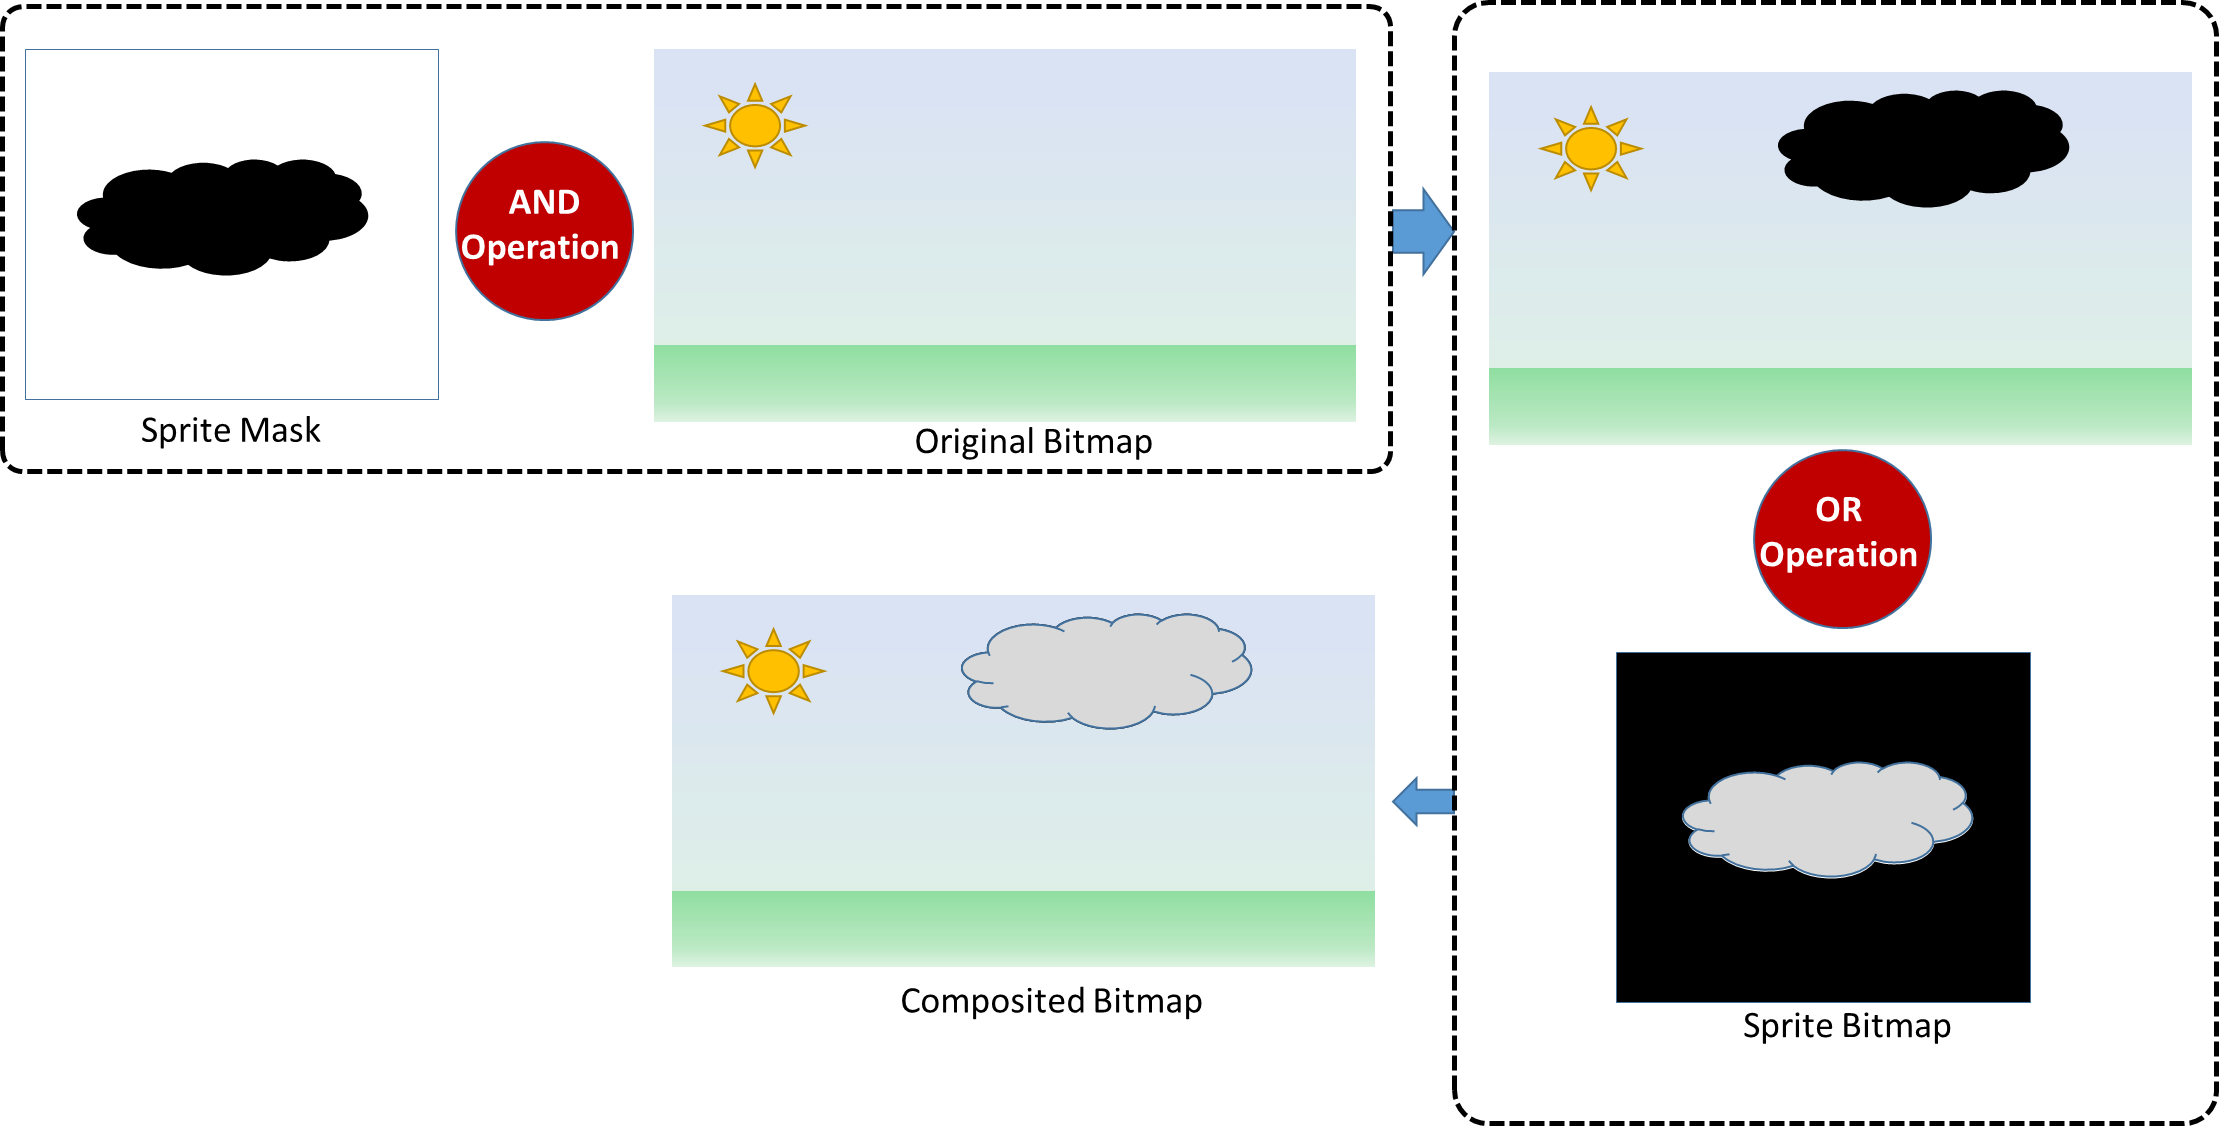 AND
Operation
Sprite Mask
Original Bitmap
OR
Operation
Sprite Bitmap
Composited Bitmap